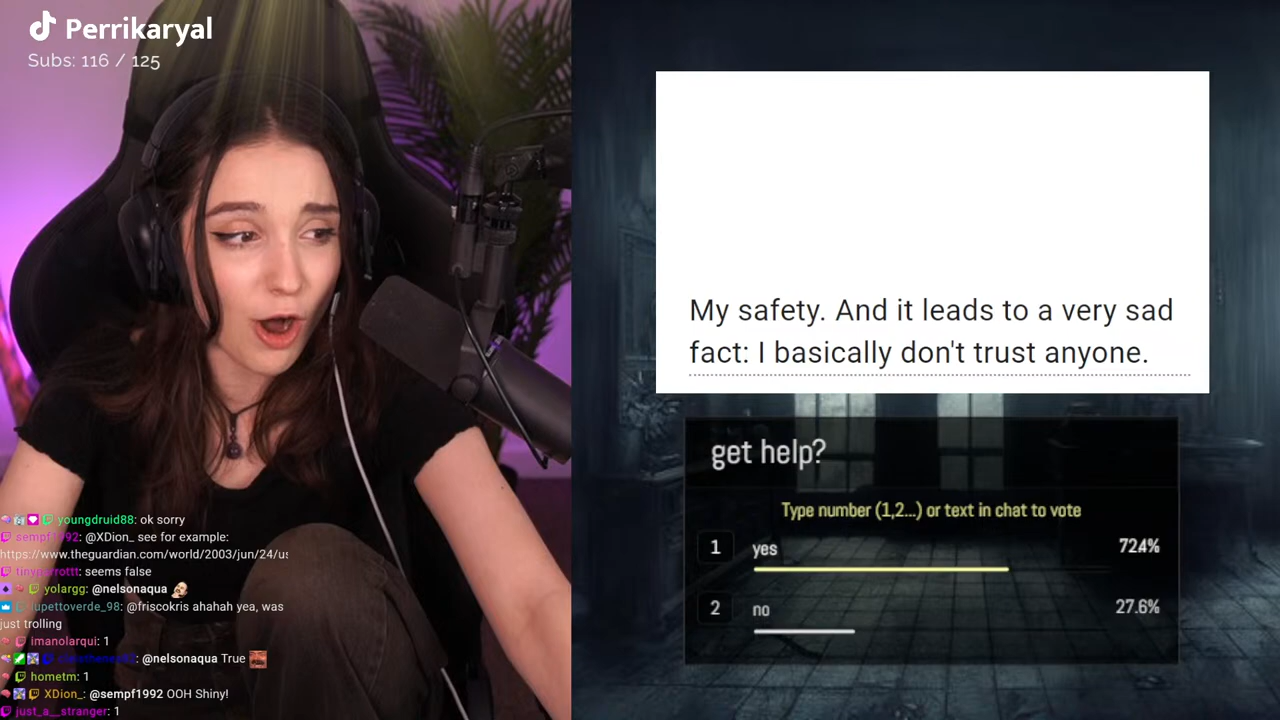 Perrikaryal
Subs: 116 / 125
My safety. And it leads to a very sad
fact: I basically don't trust anyone.
get help?
Type number (1,2...) or text in chat to vote
1 yes 72.4%
2 no 27.6%
youngdruid88: ok sorry
sempf1992: @XDion_ see for example:
https://www.theguardian.com/world/2003/jun/24/us
seems false
yolargg: @nelsonaqua
lupettoverde_98: @friscokris ahahah yea, was
just trolling
imanolarqui: 1
@nelsonaqua True
hometm: 1
XDion_: @sempf1992 OOH Shiny!
just_a__stranger: 1